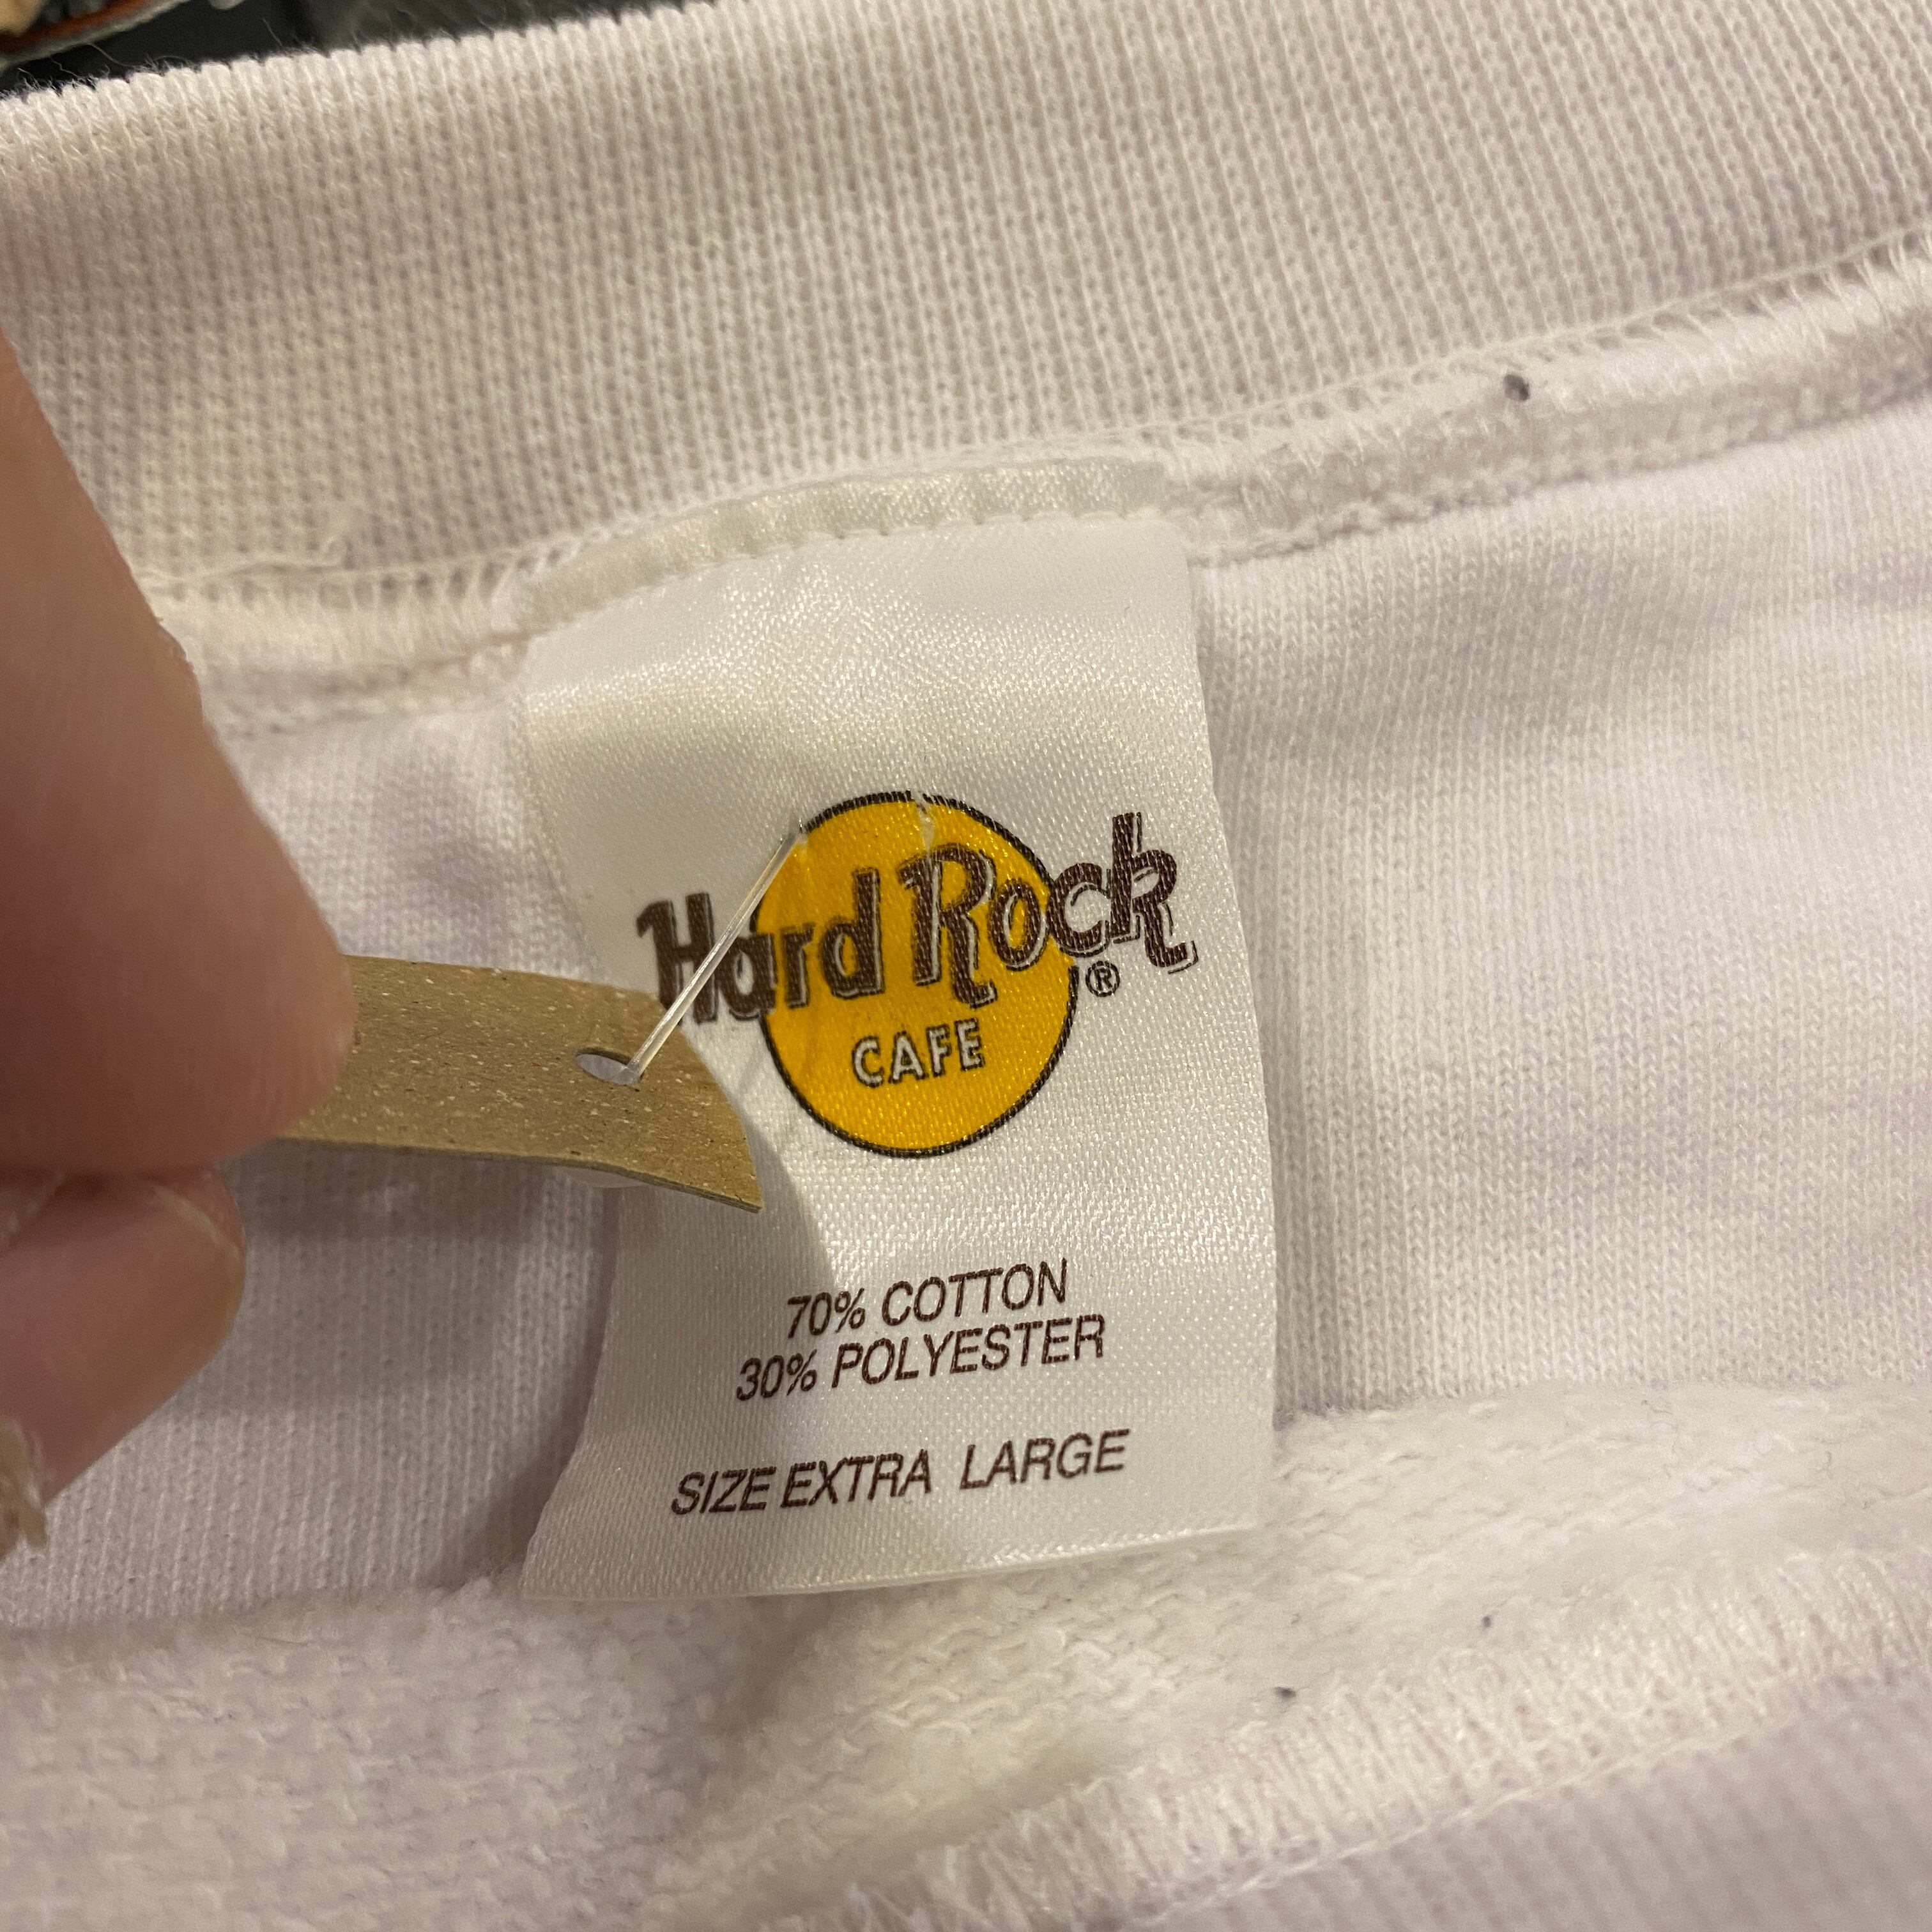 Hard Rock ®
CAFE
70% COTTON
30% POLYESTER
SIZE EXTRA LARGE